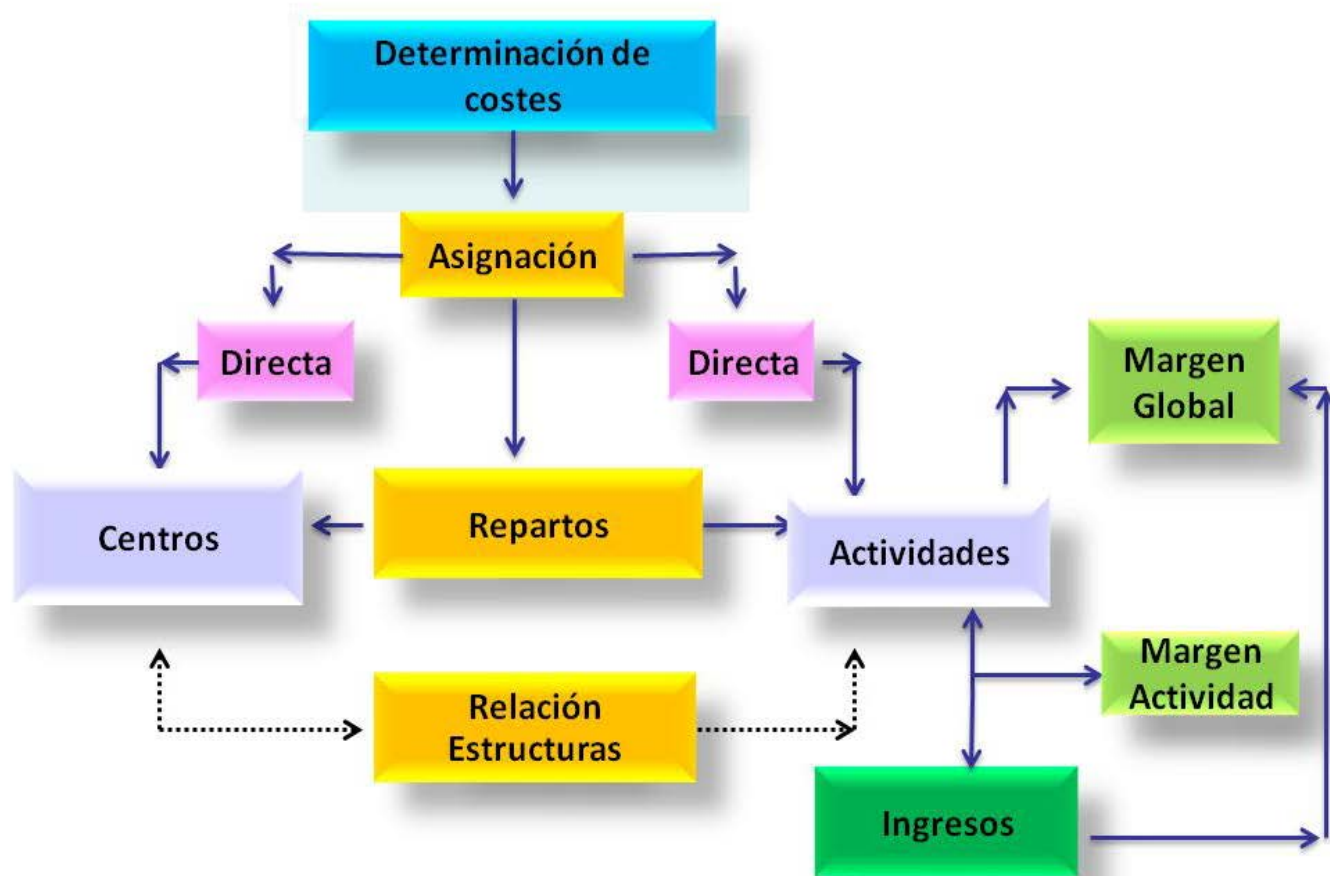 Determinación de
costes
Asignación
Directa
Directa
Margen
Global
Centros
Repartos
Actividades
Relación
Estructuras
Margen
Actividad
Ingresos